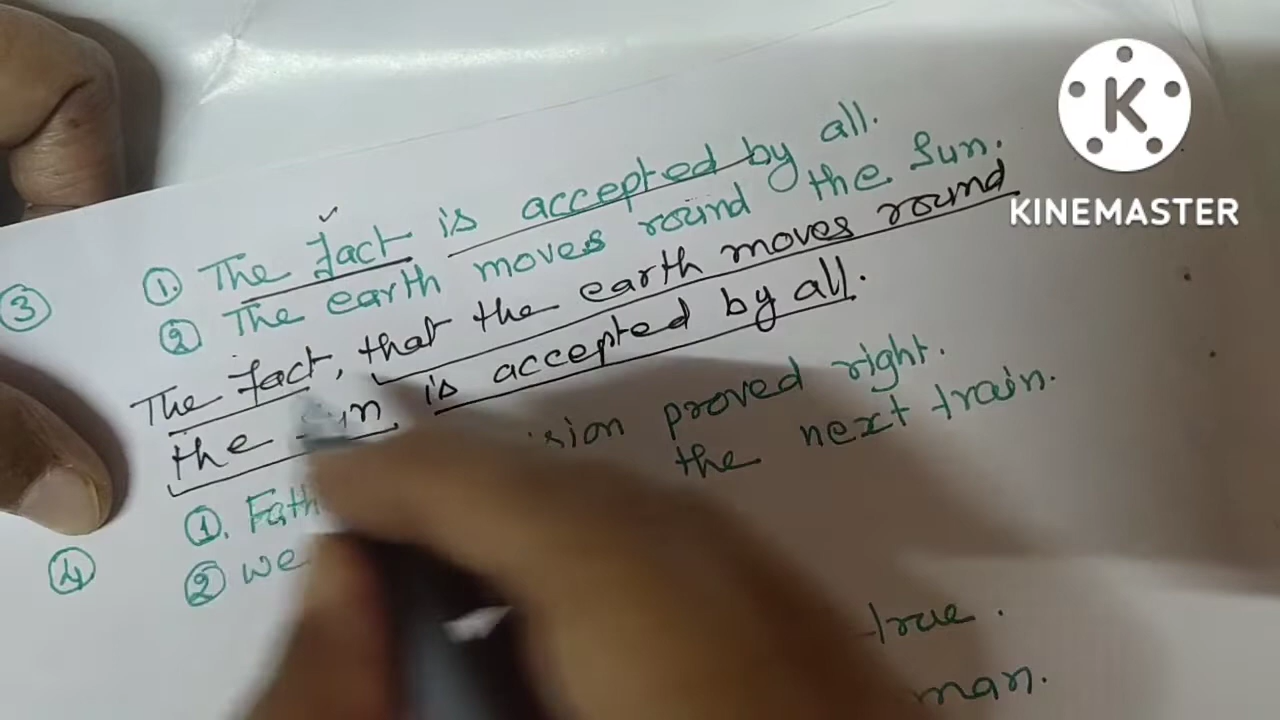 ③ ①. The fact is accepted by all.
② The earth moves round the Sun.
The fact, that the earth moves round
the Sun is accepted by all.
④ ①. proved right.
② we the next train.
true.
man.
K
KINEMASTER